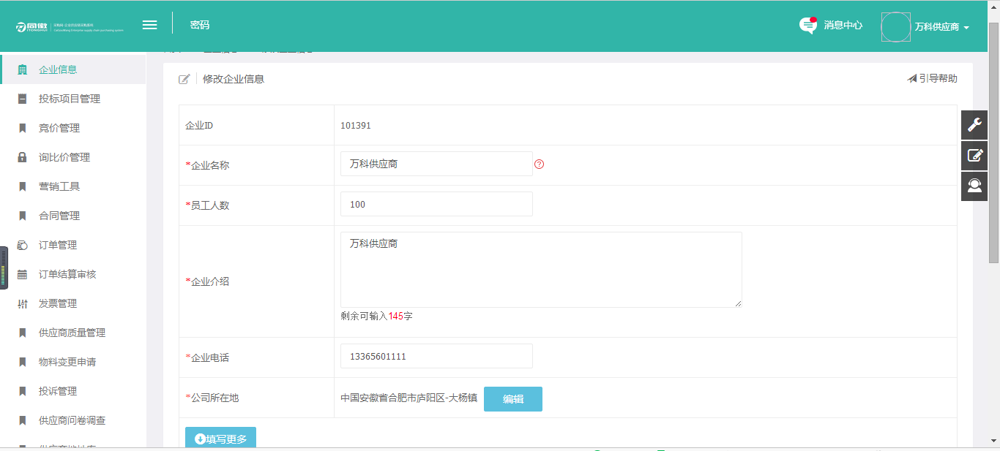 同徽
ITONGHUI
密码
消息中心
万科供应商
企业信息
投标项目管理
竞价管理
询比价管理
营销工具
合同管理
订单管理
订单结算审核
发票管理
供应商质量管理
物料变更申请
投诉管理
供应商问卷调查
修改企业信息
引导帮助
企业ID
101391
*企业名称
万科供应商
*员工人数
100
*企业介绍
万科供应商
剩余可输入145字
*企业电话
13365601111
*公司所在地
中国安徽省合肥市庐阳区-大杨镇
编辑
填写更多